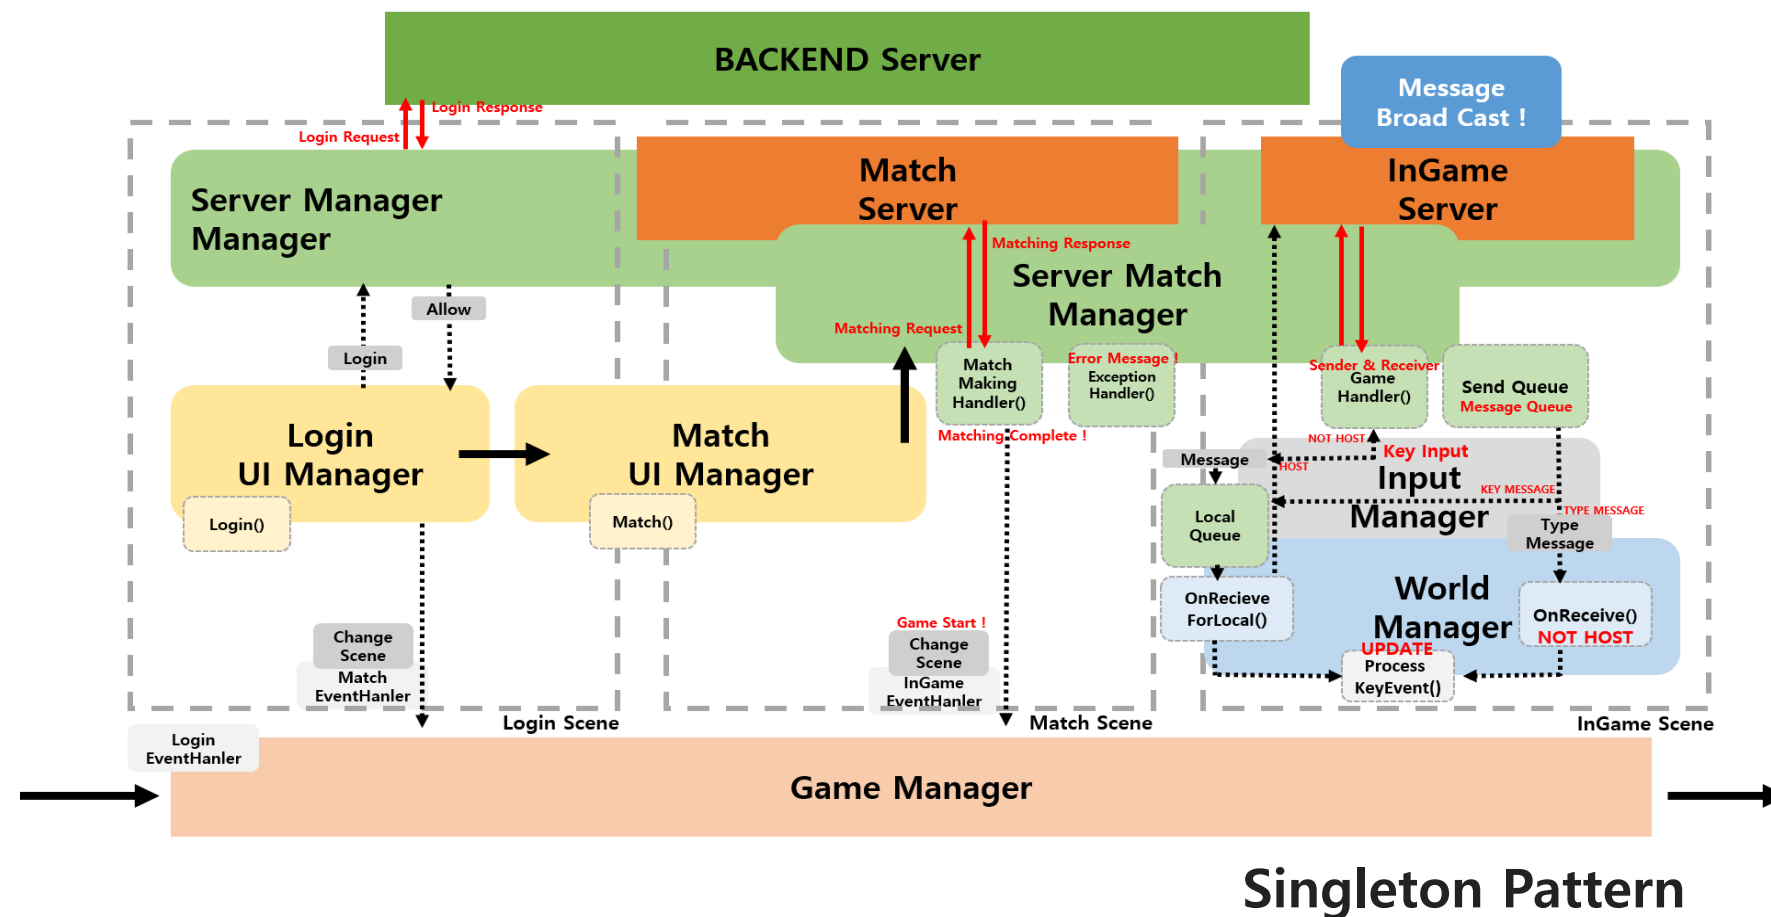 BACKEND Server
Message
Broad Cast !
Login Response
Login Request
Server Manager
Manager
Match
Server
InGame
Server
Matching Response
Server Match
Manager
Matching Request
Allow
Login
Match
Making
Handler()
Error Message !
Exception
Handler()
Sender & Receiver
Game
Handler()
Send Queue
Message Queue
Login
UI Manager
Match
UI Manager
Matching Complete !
NOT HOST
Key Input
Message
HOST
Input
Manager
KEY MESSAGE
TYPE MESSAGE
Login()
Match()
Local
Queue
Type
Message
OnRecieve
ForLocal()
World
Manager
OnReceive()
NOT HOST
UPDATE
Process
KeyEvent()
Change
Scene
Match
EventHanler
Game Start !
Change
Scene
InGame
EventHanler
Login Scene
Match Scene
InGame Scene
Login
EventHanler
Game Manager
Singleton Pattern